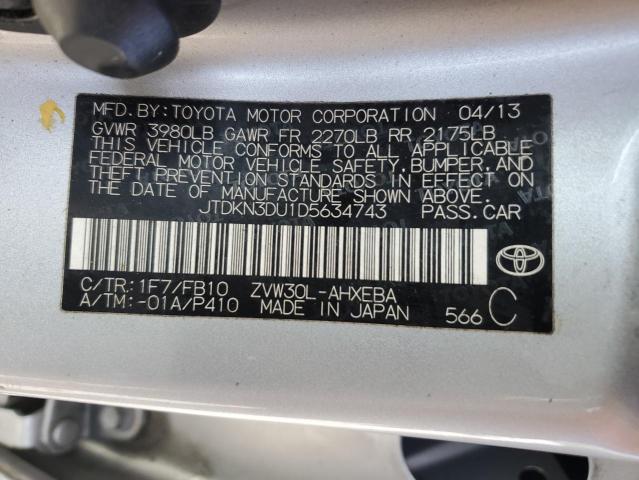 MFD. BY: TOYOTA MOTOR CORPORATION 04/13
GVWR 3980LB GAWR FR 2270LB RR 2175LB
THIS VEHICLE CONFORMS TO ALL APPLICABLE
FEDERAL MOTOR VEHICLE SAFETY, BUMPER, AND
THEFT PREVENTION STANDARDS IN EFFECT ON
THE DATE OF MANUFACTURE SHOWN ABOVE.
JTDKN3DU1D5634743 PASS. CAR
C/TR: 1F7/FB10 ZVW30L-AHXEBA
A/TM: -01A/P410 MADE IN JAPAN 566 C